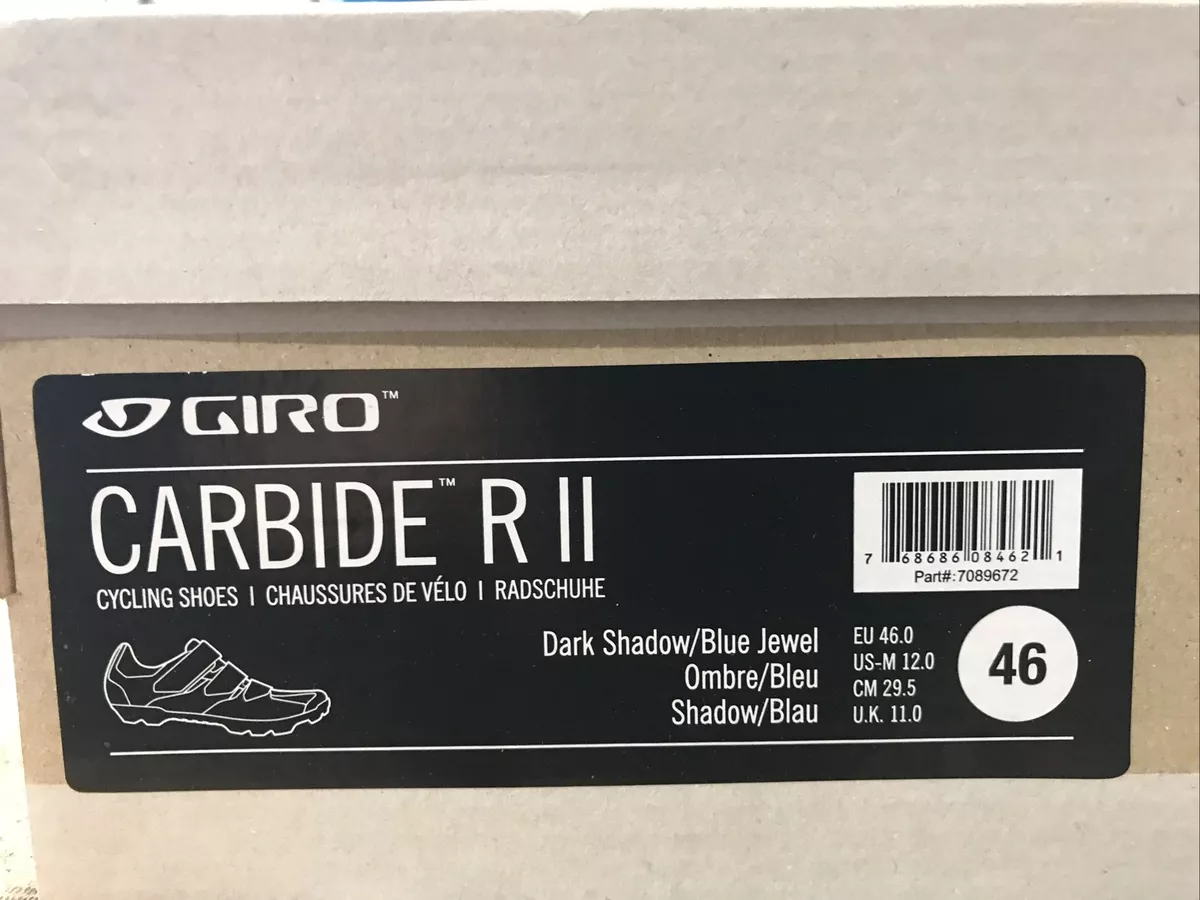 GIRO™
CARBIDE™ R II
CYCLING SHOES | CHAUSSURES DE VÉLO | RADSCHUHE
7 68686 08462 1
Part#:7089672
Dark Shadow/Blue Jewel
Ombre/Bleu
Shadow/Blau
EU 46.0
US-M 12.0
CM 29.5
U.K. 11.0
46